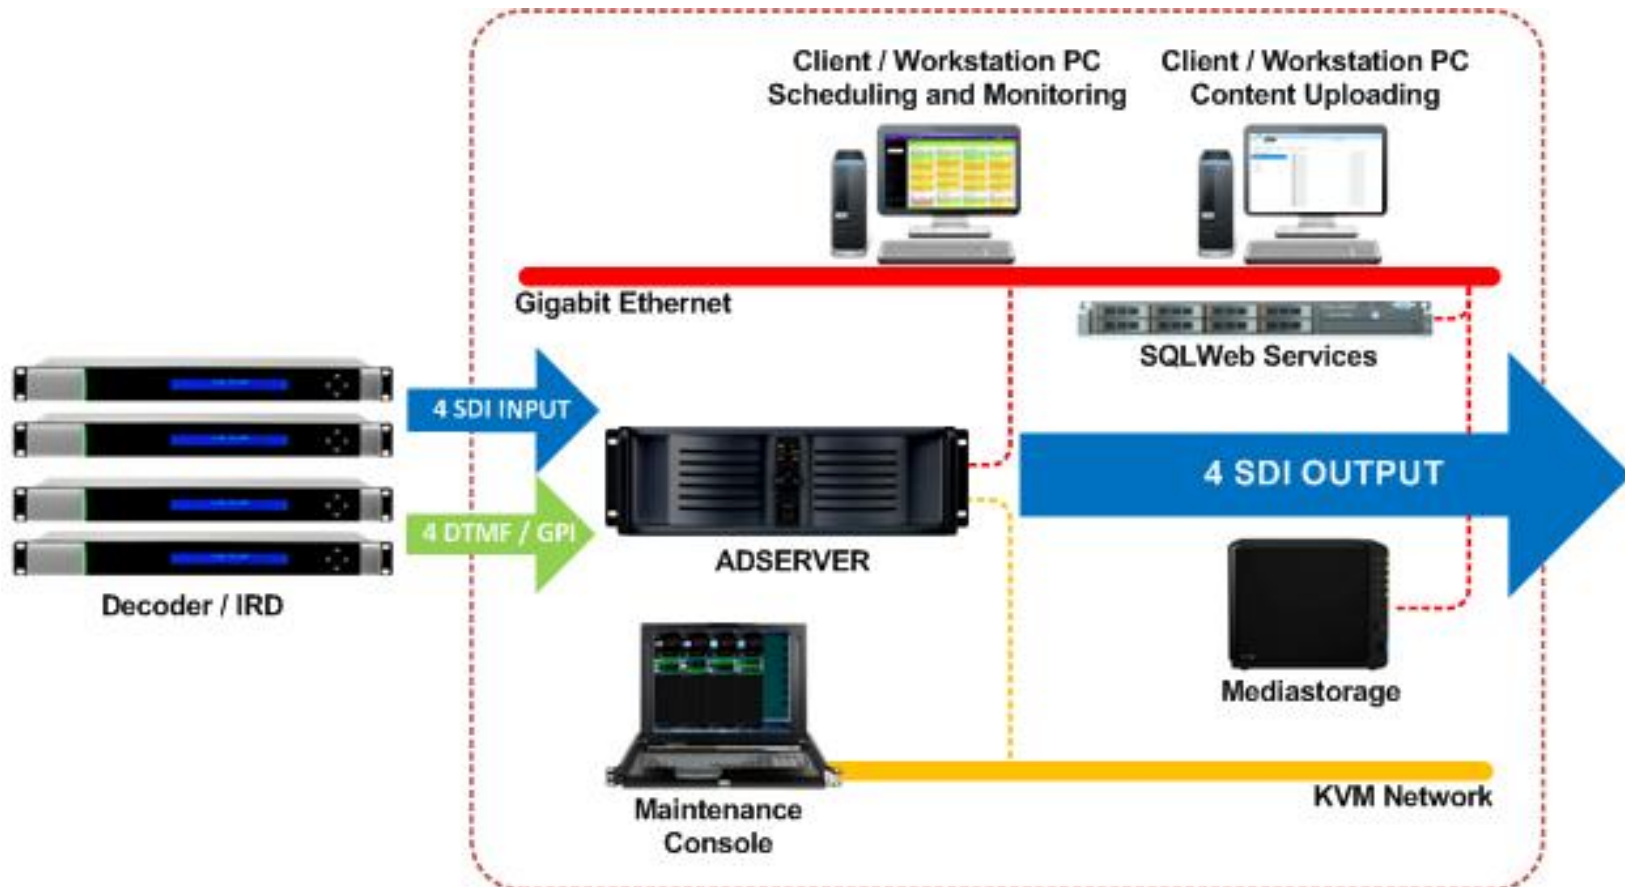 Client / Workstation PC
Scheduling and Monitoring
Client / Workstation PC
Content Uploading
Gigabit Ethernet
SQLWeb Services
4 SDI INPUT
4 SDI OUTPUT
4 DTMF / GPI
ADSERVER
Decoder / IRD
Mediastorage
Maintenance
Console
KVM Network